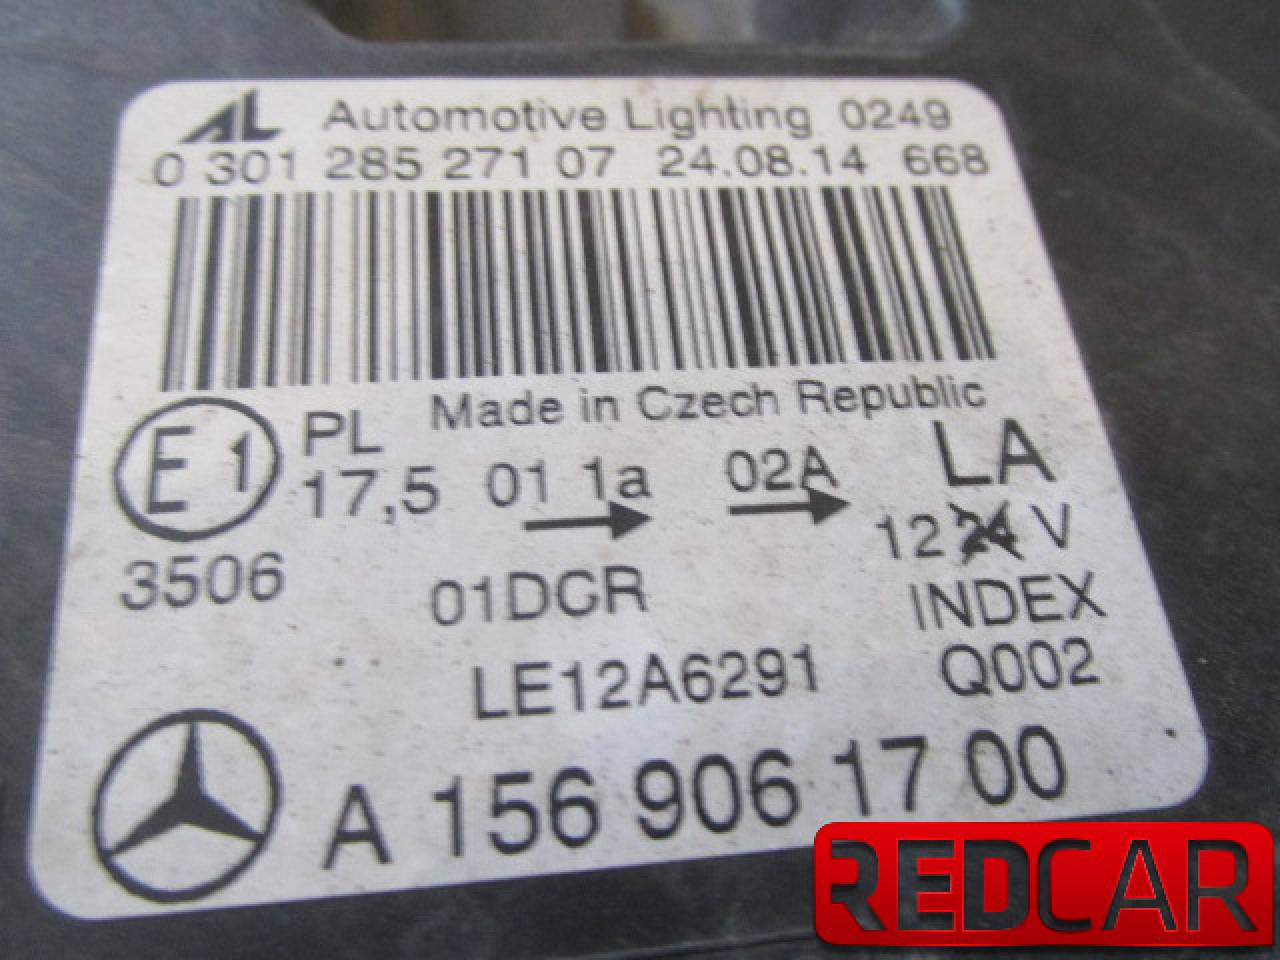 AL Automotive Lighting 0249
0 301 285 271 07 24.08.14 668
Made in Czech Republic
E 1 PL LA
17,5 01 1a 02A
12 24 V
3506 01DCR INDEX
LE12A6291 Q002
A 156 906 17 00
REDCAR